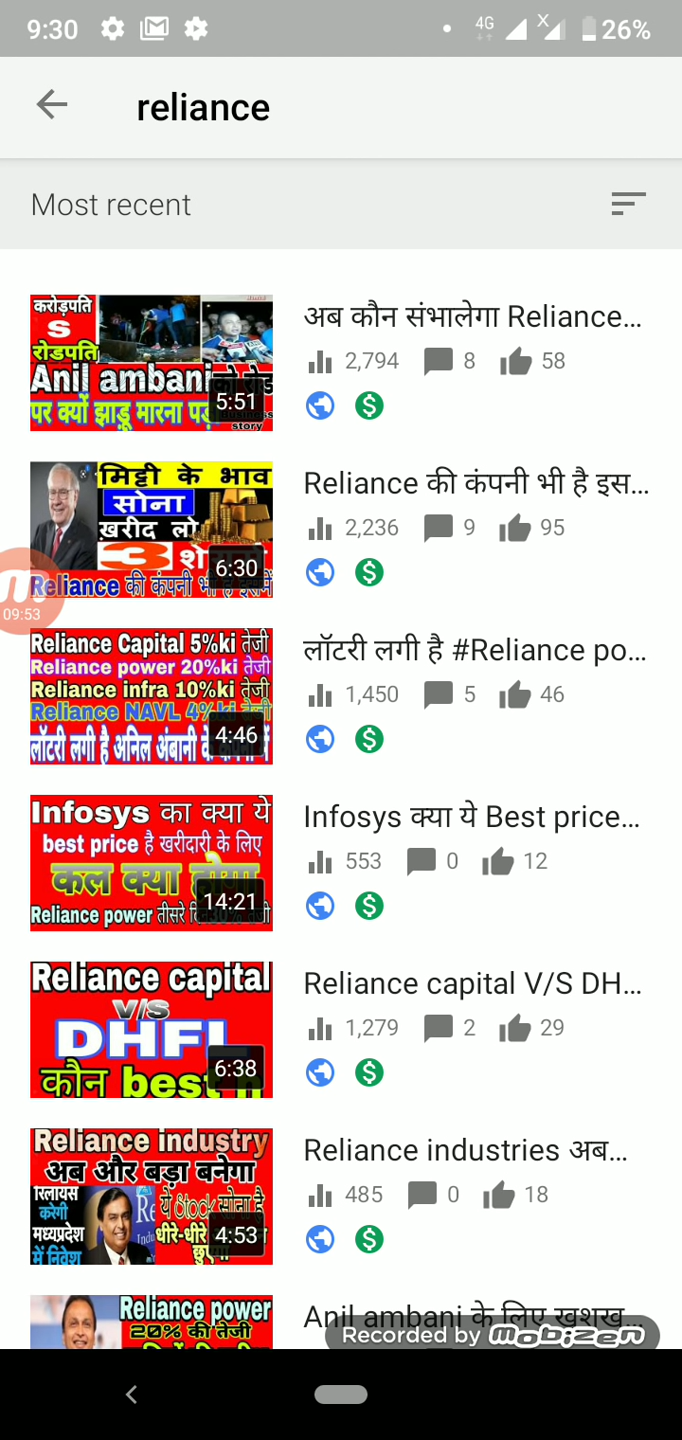 9:30
4G
X
26%
reliance
Most recent
करोड़पति
S
रोडपति
Anil ambani को रोड
पर क्यों झाडू मारना पड़ा
Business
story
5:51
अब कौन संभालेगा Reliance...
2,794 8 58
मिट्टी के भाव
सोना
ख़रीद लो
3 शेयर
Reliance की कंपनी भी है इसमें
6:30
Reliance की कंपनी भी है इस...
2,236 9 95
09:53
Reliance Capital 5%ki तेजी
Reliance power 20%ki तेजी
Reliance infra 10%ki तेजी
Reliance NAVL 4%ki तेजी
लॉटरी लगी है अनिल अंबानी के
4:46
लॉटरी लगी है #Reliance po...
1,450 5 46
Infosys का क्या ये
best price है खरीदारी के लिए
कल क्या होगा
Reliance power तीसरे
14:21
Infosys क्या ये Best price...
553 0 12
Reliance capital
V/S
DHFL
कौन best
6:38
Reliance capital V/S DH...
1,279 2 29
Reliance industry
अब और बड़ा बनेगा
रिलायंस
करेगी
मध्यप्रदेश
में निवेश
ये Stock सोना है
धीरे-धीरे
छुएगा
4:53
Reliance industries अब...
485 0 18
Reliance power
20% की तेजी
Anil ambani के लिए खुशख...
Recorded by mobizen